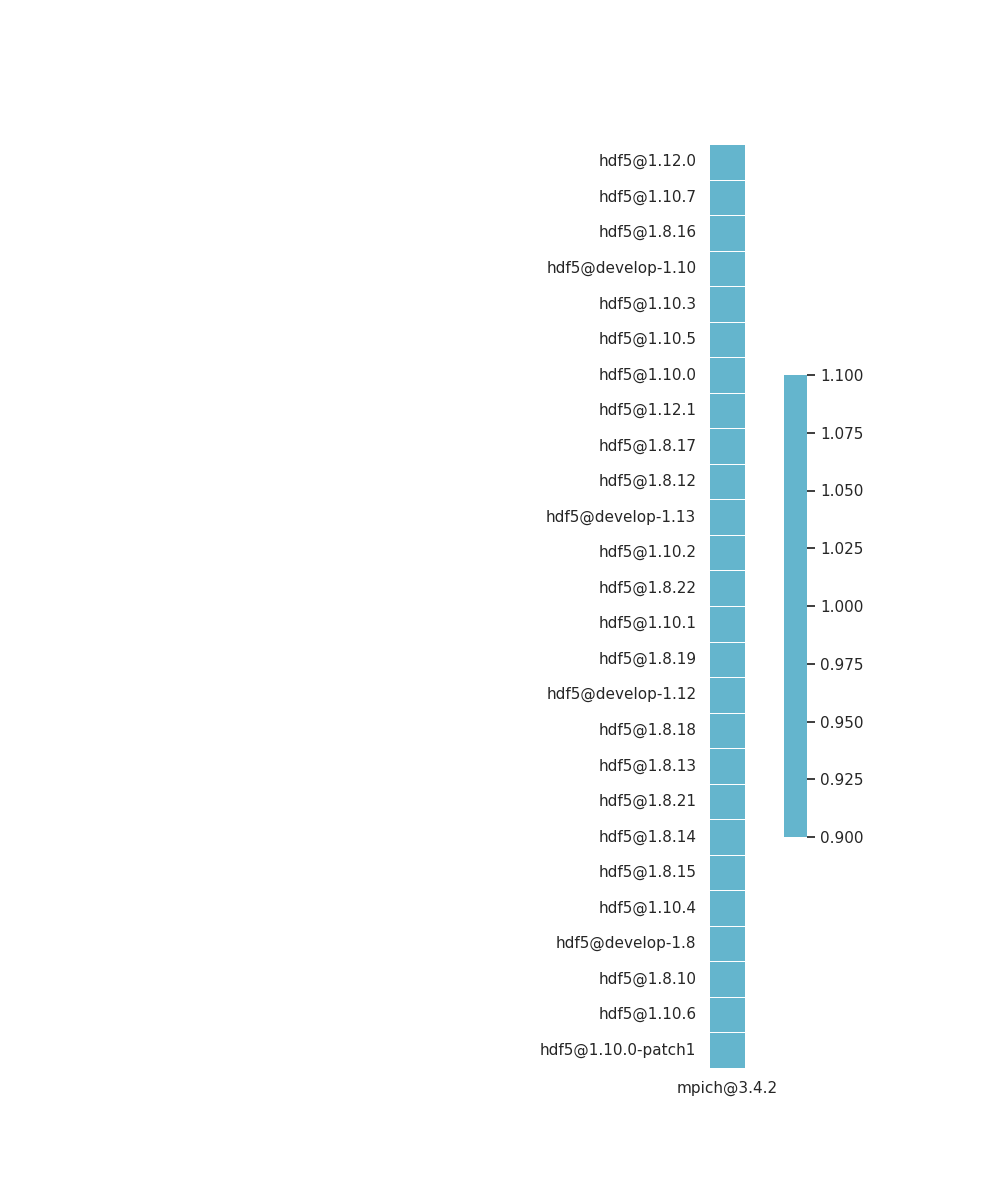 hdf5@1.12.0
hdf5@1.10.7
hdf5@1.8.16
hdf5@develop-1.10
hdf5@1.10.3
hdf5@1.10.5
hdf5@1.10.0
hdf5@1.12.1
hdf5@1.8.17
hdf5@1.8.12
hdf5@develop-1.13
hdf5@1.10.2
hdf5@1.8.22
hdf5@1.10.1
hdf5@1.8.19
hdf5@develop-1.12
hdf5@1.8.18
hdf5@1.8.13
hdf5@1.8.21
hdf5@1.8.14
hdf5@1.8.15
hdf5@1.10.4
hdf5@develop-1.8
hdf5@1.8.10
hdf5@1.10.6
hdf5@1.10.0-patch1
mpich@3.4.2
1.100
1.075
1.050
1.025
1.000
0.975
0.950
0.925
0.900